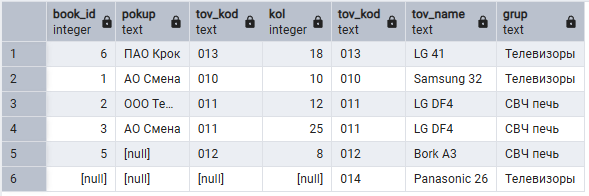 book_id pokup tov_kod kol tov_kod tov_name grup
integer text text integer text text text
1 6 ПАО Крок 013 18 013 LG 41 Телевизоры
2 1 АО Смена 010 10 010 Samsung 32 Телевизоры
3 2 ООО Те... 011 12 011 LG DF4 СВЧ печь
4 3 АО Смена 011 25 011 LG DF4 СВЧ печь
5 5 [null] 012 8 012 Bork A3 СВЧ печь
6 [null] [null] [null] [null] 014 Panasonic 26 Телевизоры